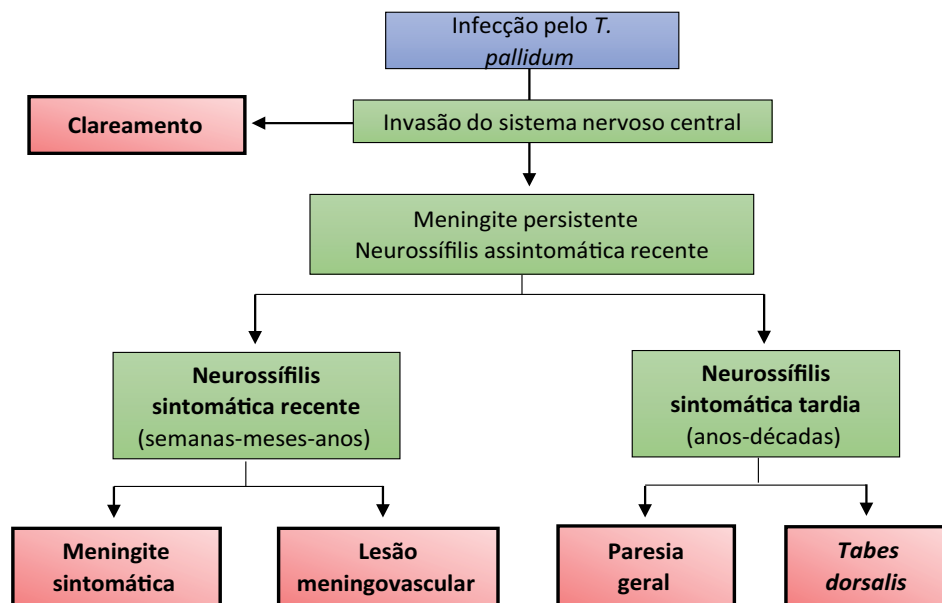 Infecção pelo T.
pallidum
Clareamento
Invasão do sistema nervoso central
Meningite persistente
Neurossífilis assintomática recente
Neurossífilis
sintomática recente
(semanas-meses-anos)
Neurossífilis
sintomática tardia
(anos-décadas)
Meningite
sintomática
Lesão
meningovascular
Paresia
geral
Tabes
dorsalis